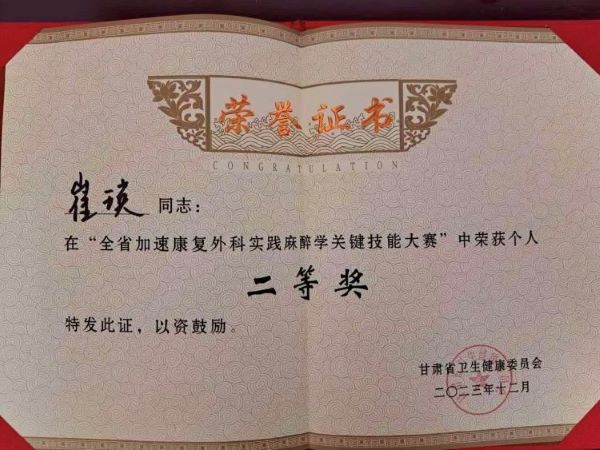 荣誉证书
CONGRATULATION
崔琰 同志：
在“全省加速康复外科实践麻醉学关键技能大赛”中荣获个人
二等奖
特发此证，以资鼓励。
甘肃省卫生健康委员会
二〇二三年十二月